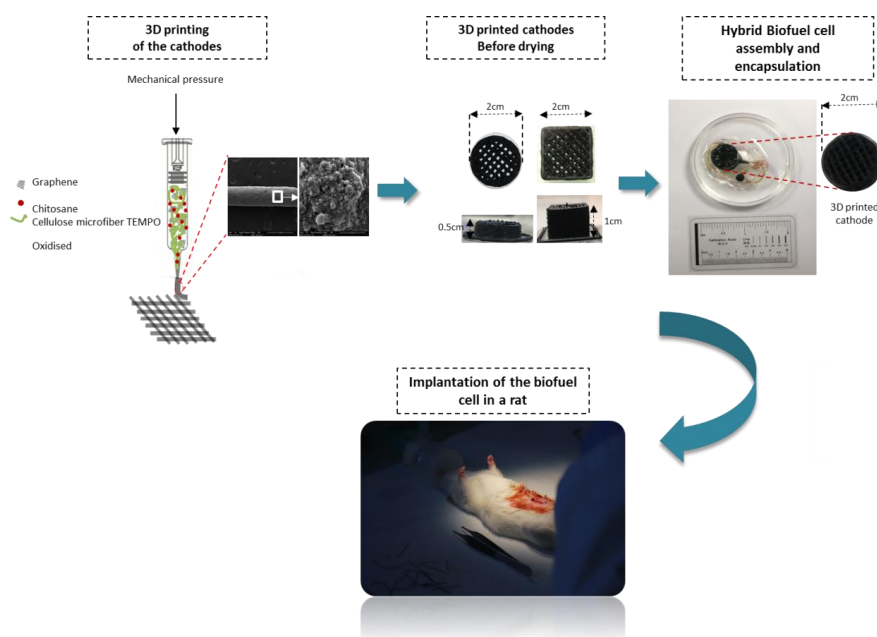 3D printing
of the cathodes
Mechanical pressure
Graphene
Chitosane
Cellulose microfiber TEMPO
Oxidised
3D printed cathodes
Before drying
2cm
2cm
0.5cm
1cm
Hybrid Biofuel cell
assembly and
encapsulation
2cm
3D printed
cathode
Implantation of the biofuel
cell in a rat